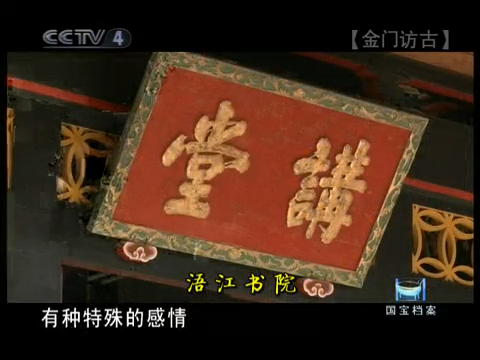 CCTV 4
【金门访古】
講堂
浯江书院
国宝档案
有种特殊的感情